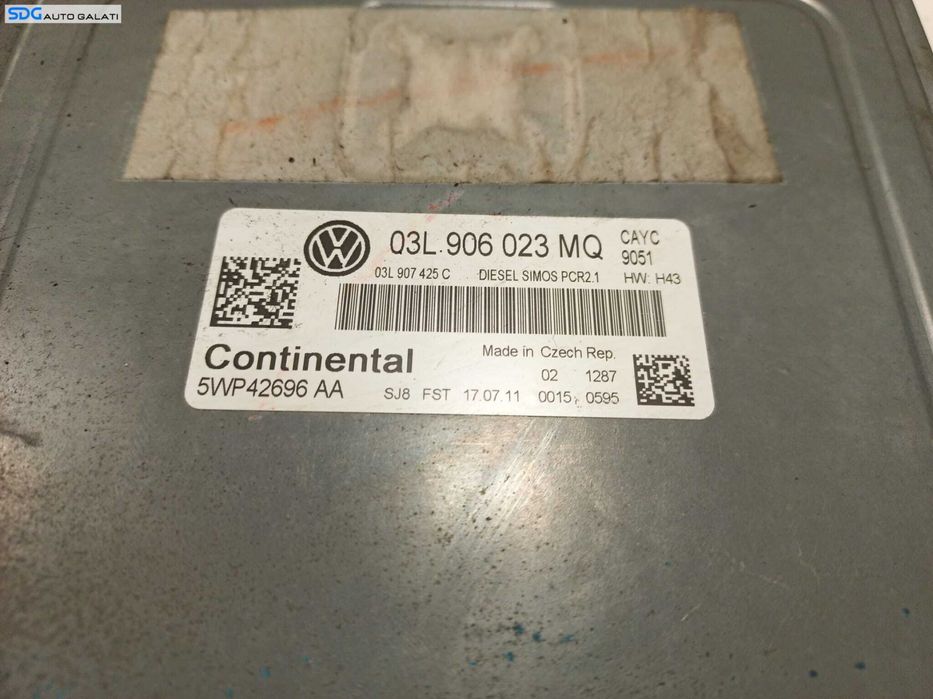 SDG AUTO GALATI
03L 906 023 MQ
CAYC
9051
03L 907 425 C DIESEL SIMOS PCR2.1 HW: H43
Continental
Made in Czech Rep.
02 1287
5WP42696 AA
SJ8 FST 17.07.11 0015 0595